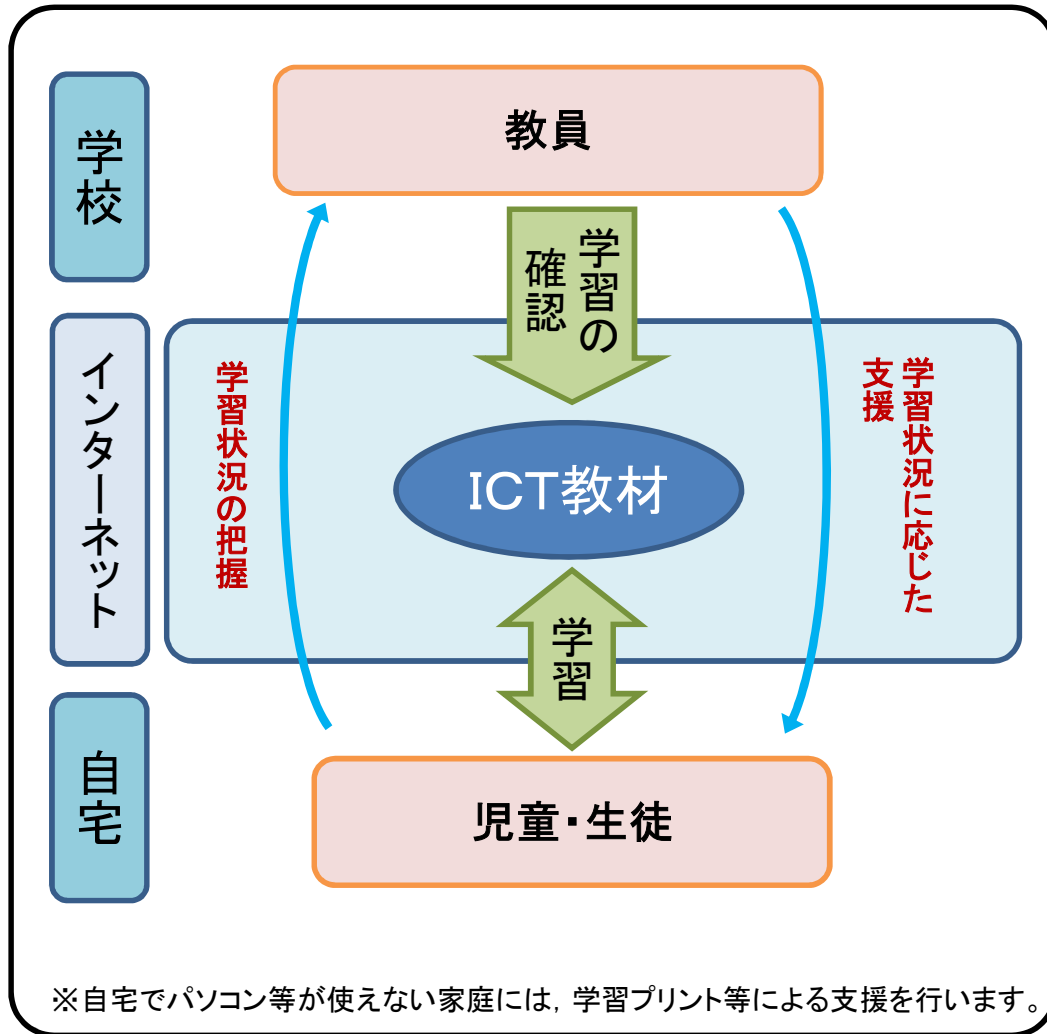 学校
教員
学習の
確認
インターネット
学習状況の把握
ICT教材
学習状況に応じた
支援
学習
自宅
児童・生徒
※自宅でパソコン等が使えない家庭には，学習プリント等による支援を行います。